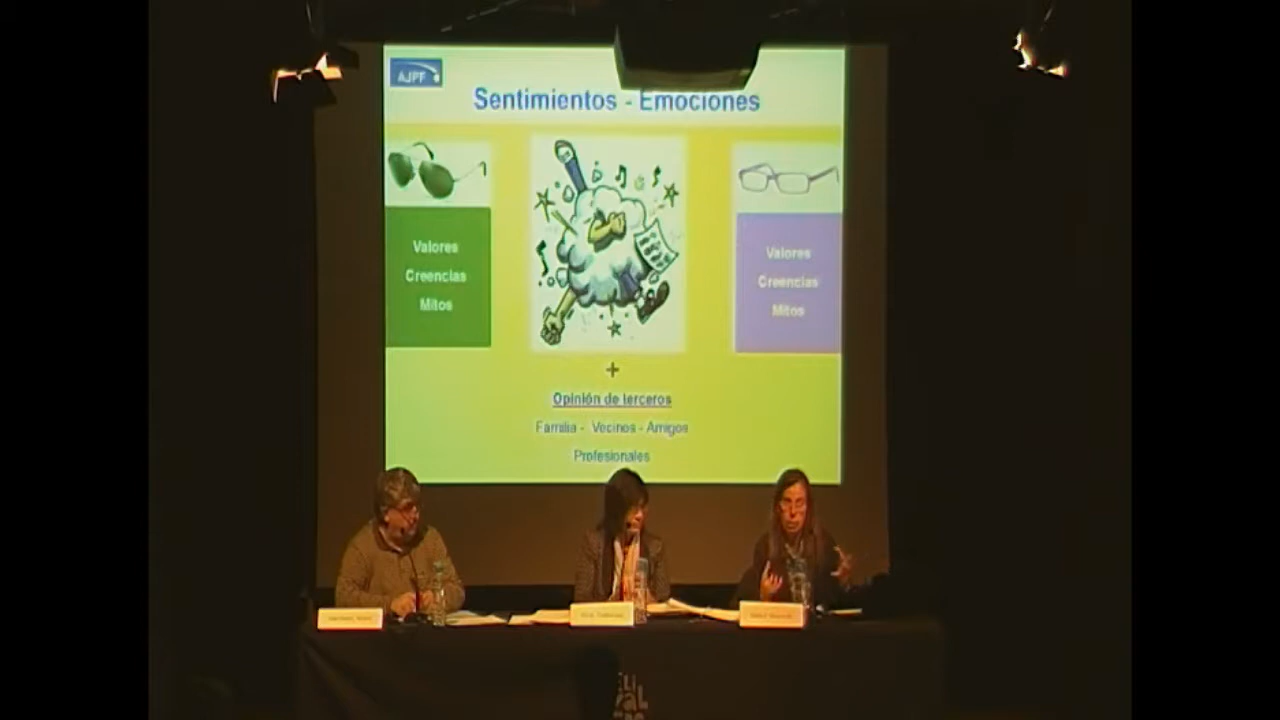 AJPF
Sentimientos - Emociones
Valores
Creencias
Mitos
Valores
Creencias
Mitos
+
Opinión de terceros
Familia - Vecinos - Amigos
Profesionales